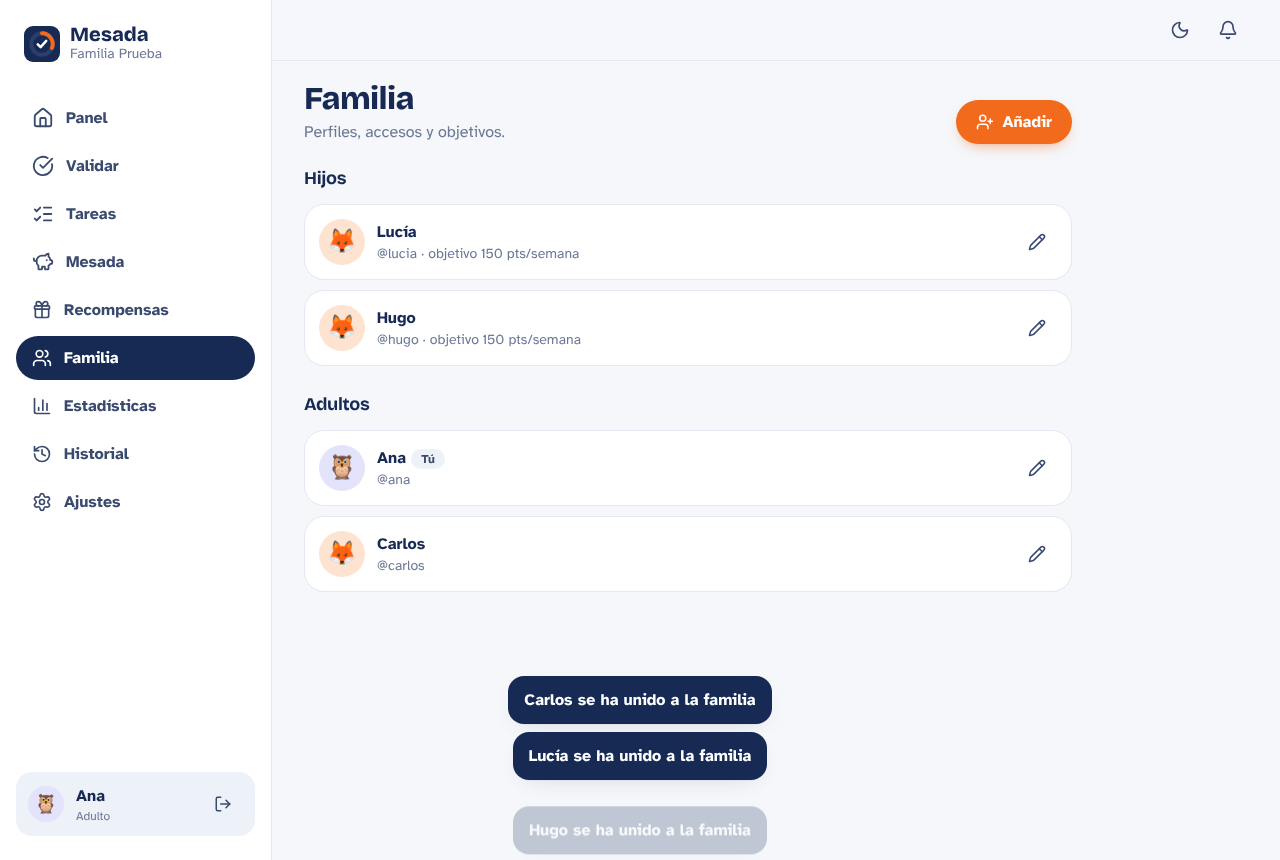 Mesada
Familia Prueba
Panel
Validar
Tareas
Mesada
Recompensas
Familia
Estadísticas
Historial
Ajustes
Ana
Adulto
Familia
Perfiles, accesos y objetivos.
Añadir
Hijos
Lucía
@lucia · objetivo 150 pts/semana
Hugo
@hugo · objetivo 150 pts/semana
Adultos
Ana Tú
@ana
Carlos
@carlos
Carlos se ha unido a la familia
Lucía se ha unido a la familia
Hugo se ha unido a la familia